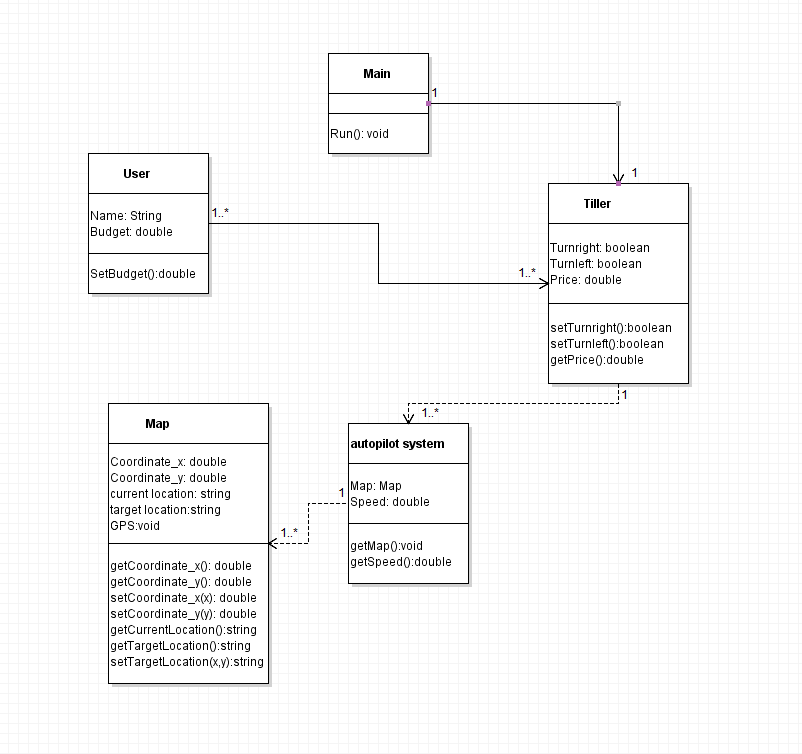 Main
1
Run(): void
User
1..*
1
Tiller
Name: String
Budget: double
SetBudget():double
Turnright: boolean
Turnleft: boolean
Price: double
1..*
setTurnright():boolean
setTurnleft():boolean
getPrice():double
1
1..*
Map
autopilot system
Coordinate_x: double
Coordinate_y: double
current location: string
target location:string
GPS:void
Map: Map
Speed: double
1
1..*
getMap():void
getSpeed():double
getCoordinate_x(): double
getCoordinate_y(): double
setCoordinate_x(x): double
setCoordinate_y(y): double
getCurrentLocation():string
getTargetLocation():string
setTargetLocation(x,y):string